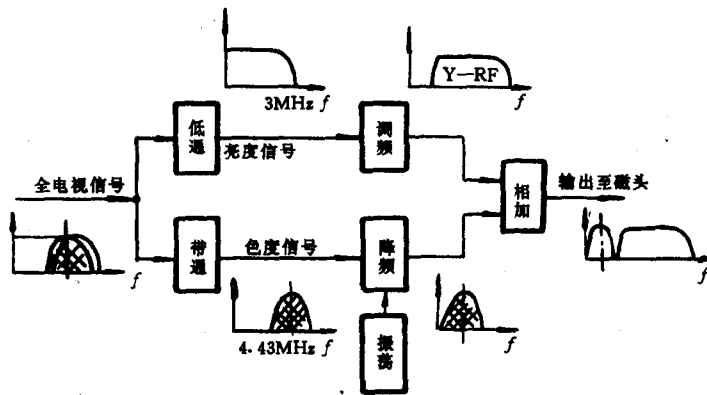 3MHz f
Y—RF
f
低通
亮度信号
调频
全电视信号
相加
输出至磁头
f
带通
色度信号
降频
f
4.43MHz f
振荡
f